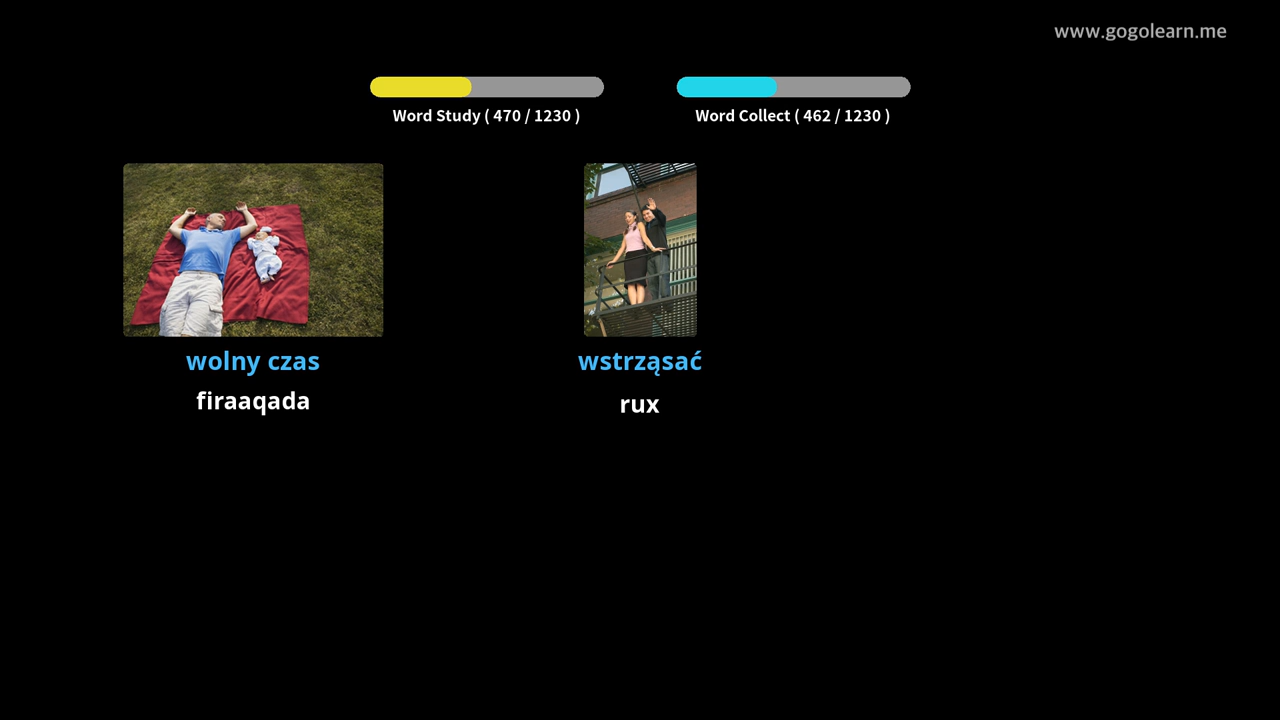 www.gogolearn.me
Word Study ( 470 / 1230 )
Word Collect ( 462 / 1230 )
wolny czas
firaaqada
wstrząsać
rux